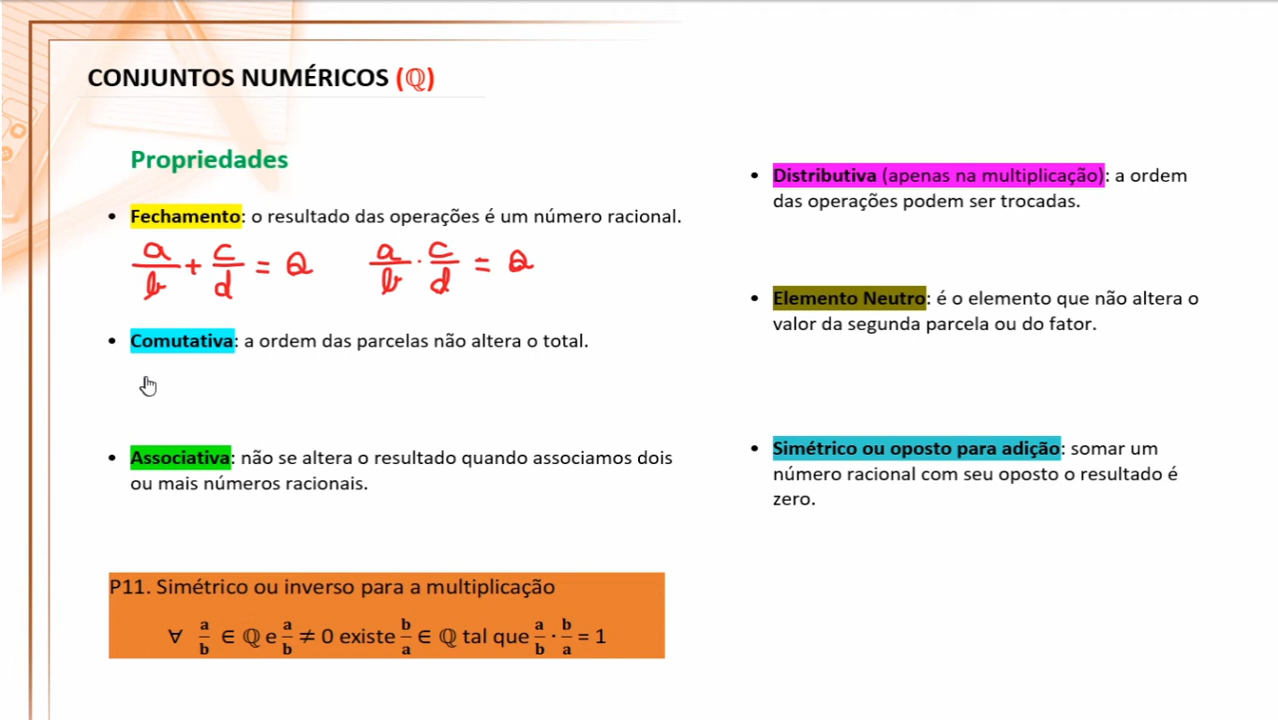 CONJUNTOS NUMÉRICOS (ℚ)
Propriedades
• Fechamento: o resultado das operações é um número racional.
a/b + c/d = Q    a/b · c/d = Q
• Comutativa: a ordem das parcelas não altera o total.
• Associativa: não se altera o resultado quando associamos dois
ou mais números racionais.
P11. Simétrico ou inverso para a multiplicação
∀ a/b ∈ ℚ e a/b ≠ 0 existe b/a ∈ ℚ tal que a/b · b/a = 1
• Distributiva (apenas na multiplicação): a ordem
das operações podem ser trocadas.
• Elemento Neutro: é o elemento que não altera o
valor da segunda parcela ou do fator.
• Simétrico ou oposto para adição: somar um
número racional com seu oposto o resultado é
zero.